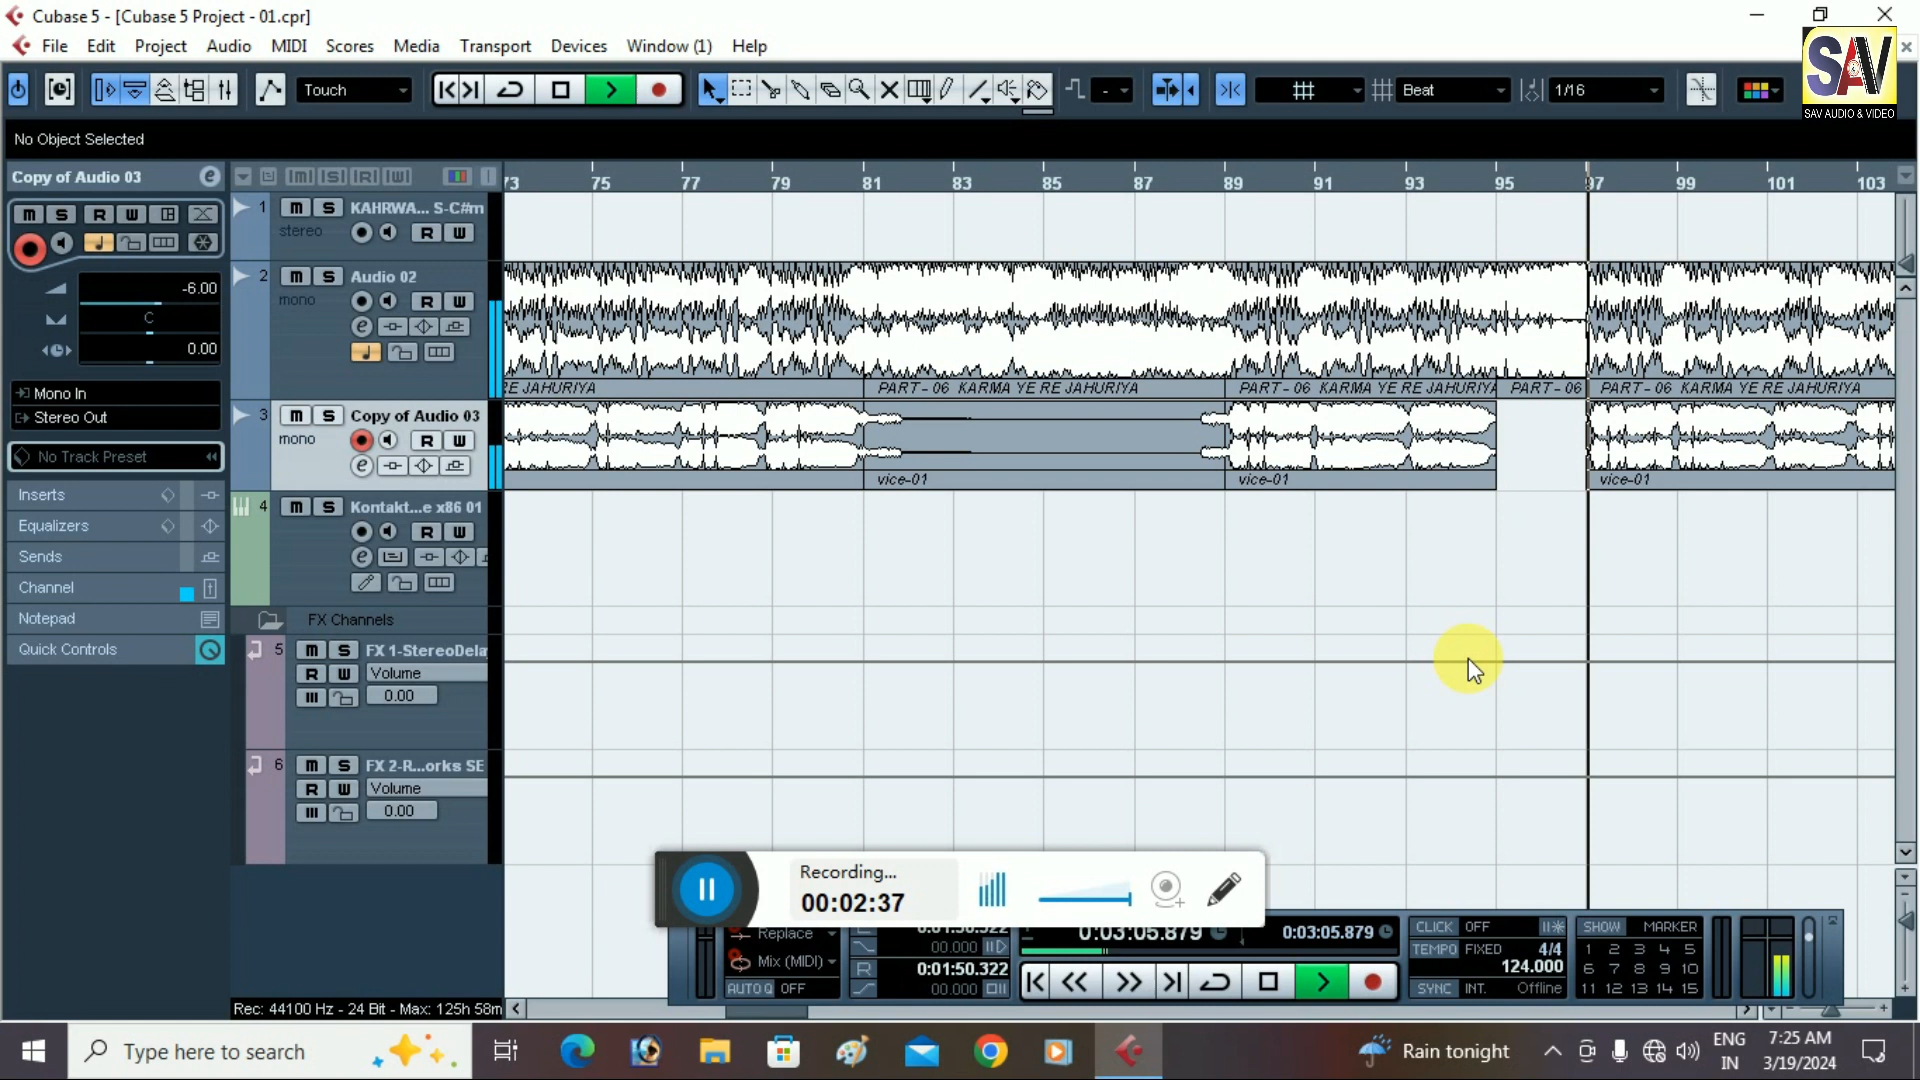 Cubase 5 - [Cubase 5 Project - 01.cpr]
File Edit Project Audio MIDI Scores Media Transport Devices Window (1) Help
SAV
SAV AUDIO & VIDEO
Touch
-
Beat
1/16
No Object Selected
Copy of Audio 03
M S R W
-6.00
C
0.00
Mono In
Stereo Out
No Track Preset
Inserts
Equalizers
Sends
Channel
Notepad
Quick Controls
|M| |S| |R| |W|
73 75 77 79 81 83 85 87 89 91 93 95 97 99 101 103
1 M S KAHRWA... S-C#m
stereo R W
2 M S Audio 02
mono R W
RE JAHURIYA PART - 06 KARMA YE RE JAHURIYA PART - 06 KARMA YE RE JAHURIYA PART - 06 PART - 06 KARMA YE RE JAHURIYA
3 M S Copy of Audio 03
mono R W
vice-01 vice-01 vice-01
4 M S Kontakt...e x86 01
R W
FX Channels
5 M S FX 1-StereoDela
R W Volume
0.00
6 M S FX 2-R...orks SE
R W Volume
0.00
Recording...
00:02:37
Replace
Mix (MIDI)
AUTO Q OFF
0:01:50.322
00.000
R 0:01:50.322
00.000
0:03:05.879 0:03:05.879
CLICK OFF
TEMPO FIXED 4/4
124.000
SYNC INT. Offline
SHOW MARKER
1 2 3 4 5
6 7 8 9 10
11 12 13 14 15
Rec: 44100 Hz - 24 Bit - Max: 125h 58m
Type here to search
Rain tonight
ENG
IN
7:25 AM
3/19/2024